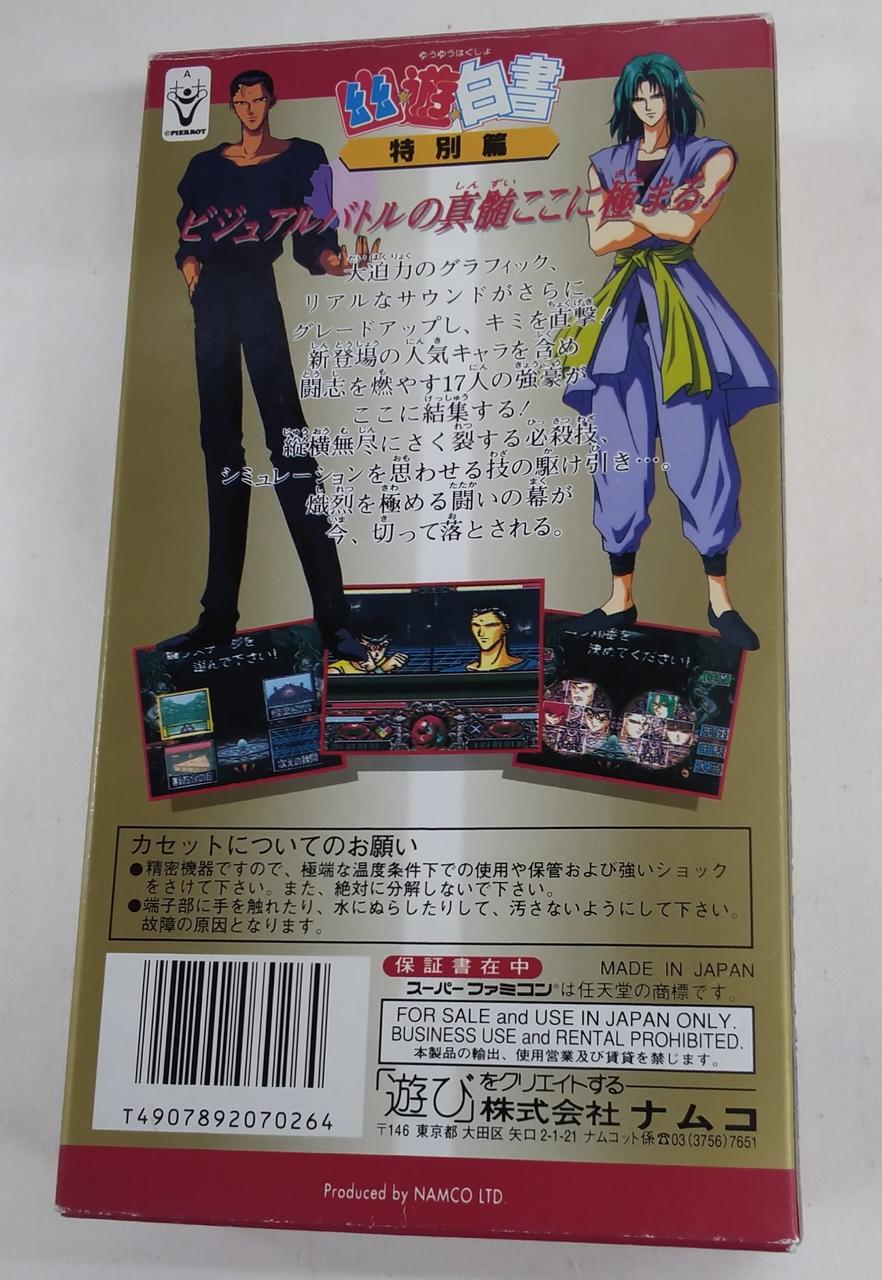 A
©PIERROT
ゆうゆうはくしょ
幽☆遊☆白書
特別篇
ビジュアルバトルの真髄ここに極まる!
大迫力のグラフィック、
リアルなサウンドがさらに
グレードアップし、キミを直撃!
新登場の人気キャラを含め
闘志を燃やす17人の強豪が
ここに結集する!
縦横無尽にさく裂する必殺技、
シミュレーションを思わせる技の駆け引き…。
熾烈を極める闘いの幕が
今、切って落とされる。
選んで下さい!
決めてください!
カセットについてのお願い
●精密機器ですので、極端な温度条件下での使用や保管および強いショック
をさけて下さい。また、絶対に分解しないで下さい。
●端子部に手を触れたり、水にぬらしたりして、汚さないようにして下さい。
故障の原因となります。
保証書在中
MADE IN JAPAN
スーパーファミコン®は任天堂の商標です。
FOR SALE and USE IN JAPAN ONLY.
BUSINESS USE and RENTAL PROHIBITED.
本製品の輸出、使用営業及び賃貸を禁じます。
「遊び」をクリエイトする
株式会社 ナムコ
〒146 東京都 大田区 矢口 2-1-21 ナムコット係 ☎03(3756)7651
T4907892070264
Produced by NAMCO LTD.